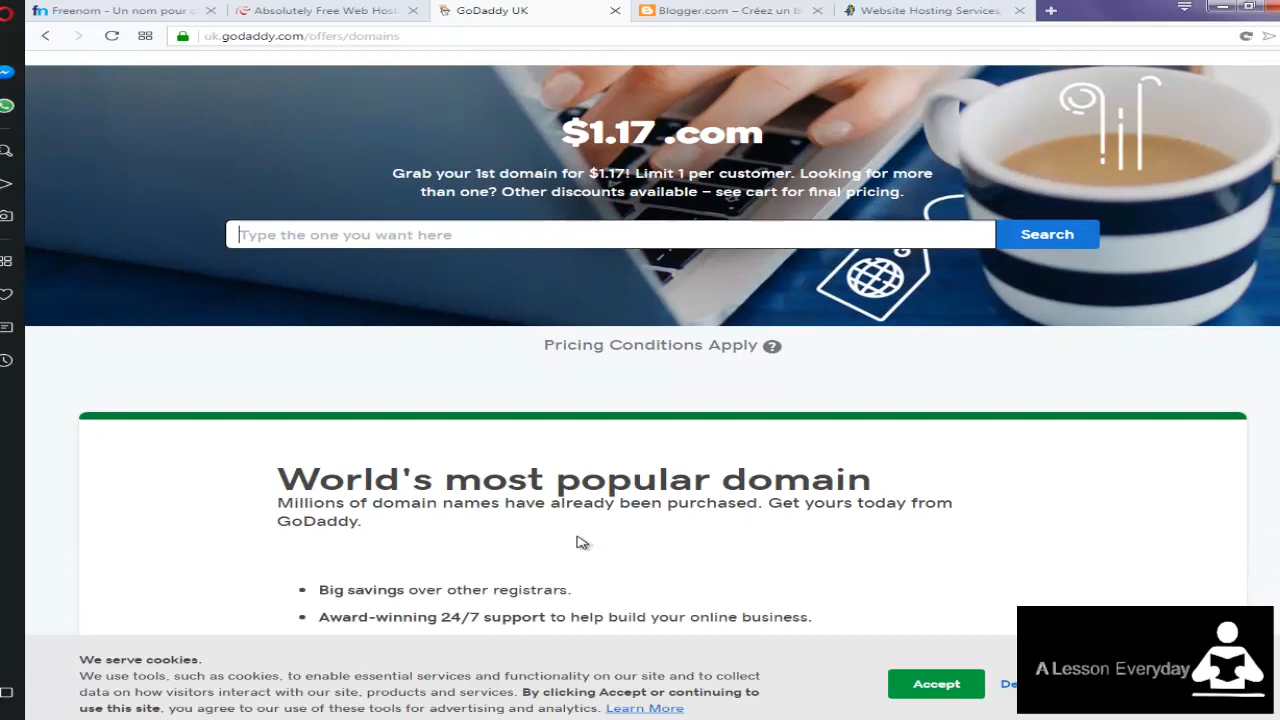 Freenom - Un nom pour c
Absolutely Free Web Host
GoDaddy UK
Blogger.com – Créez un b
Website Hosting Services,
uk.godaddy.com/offers/domains
$1.17 .com
Grab your 1st domain for $1.17! Limit 1 per customer. Looking for more
than one? Other discounts available – see cart for final pricing.
Type the one you want here
Search
G
Pricing Conditions Apply ?
World's most popular domain
Millions of domain names have already been purchased. Get yours today from
GoDaddy.
• Big savings over other registrars.
• Award-winning 24/7 support to help build your online business.
We serve cookies.
We use tools, such as cookies, to enable essential services and functionality on our site and to collect
data on how visitors interact with our site, products and services. By clicking Accept or continuing to
use this site, you agree to our use of these tools for advertising and analytics. Learn More
Accept
De
A Lesson Everyday